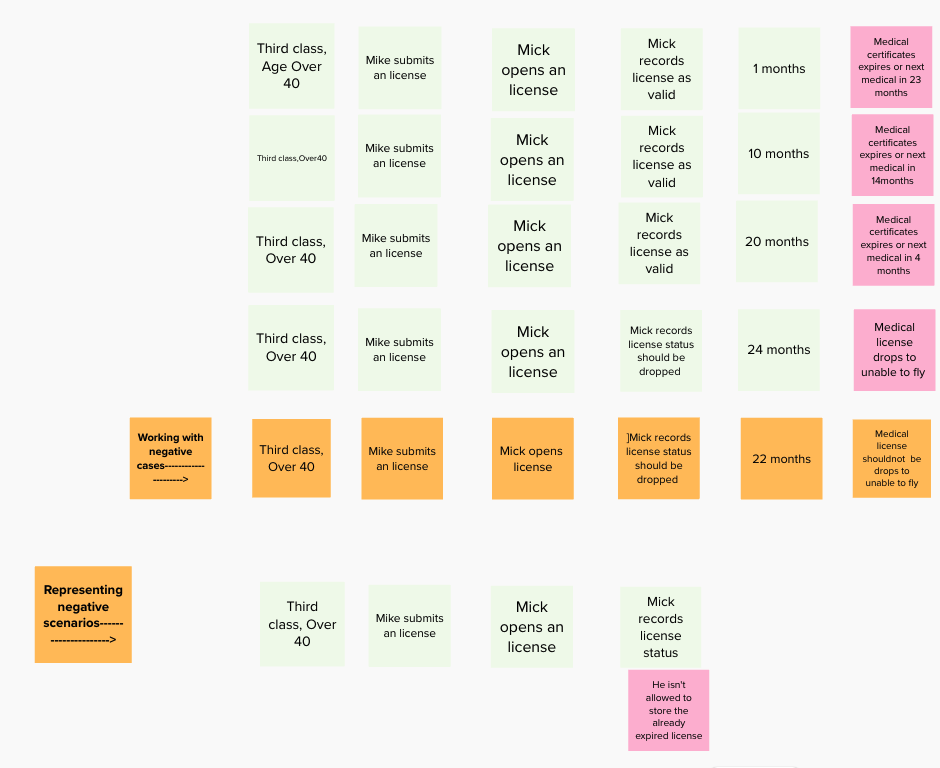 Third class,
Age Over
40
Mike submits
an license
Mick
opens an
license
Mick
records
license as
valid
1 months
Medical
certificates
expires or next
medical in 23
months
Third class,Over40
Mike submits
an license
Mick
opens an
license
Mick
records
license as
valid
10 months
Medical
certificates
expires or next
medical in
14months
Third class,
Over 40
Mike submits
an license
Mick
opens an
license
Mick
records
license as
valid
20 months
Medical
certificates
expires or next
medical in 4
months
Third class,
Over 40
Mike submits
an license
Mick
opens an
license
Mick records
license status
should be
dropped
24 months
Medical
license
drops to
unable to fly
Working with
negative
cases------------
--------->
Third class,
Over 40
Mike submits
an license
Mick opens
license
]Mick records
license status
should be
dropped
22 months
Medical
license
shouldnot  be
drops to
unable to fly
Representing
negative
scenarios------
---------------->
Third
class, Over
40
Mike submits
an license
Mick
opens an
license
Mick
records
license
status
He isn't
allowed to
store the
already
expired license